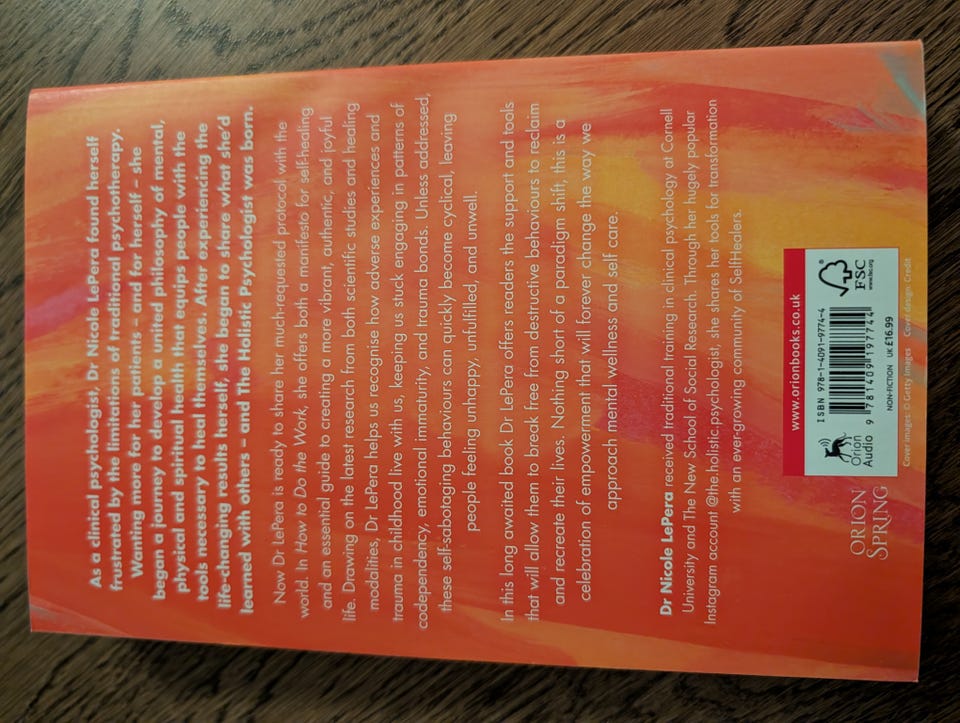 As a clinical psychologist, Dr Nicole LePera found herself
frustrated by the limitations of traditional psychotherapy.
Wanting more for her patients – and for herself – she
began a journey to develop a united philosophy of mental,
physical and spiritual health that equips people with the
tools necessary to heal themselves. After experiencing the
life-changing results herself, she began to share what she'd
learned with others – and The Holistic Psychologist was born.
Now Dr LePera is ready to share her much-requested protocol with the
world. In How to Do the Work, she offers both a manifesto for self-healing
and an essential guide to creating a more vibrant, authentic, and joyful
life. Drawing on the latest research from both scientific studies and healing
modalities, Dr LePera helps us recognise how adverse experiences and
trauma in childhood live with us, keeping us stuck engaging in patterns of
codependency, emotional immaturity, and trauma bonds. Unless addressed,
these self-sabotaging behaviours can quickly become cyclical, leaving
people feeling unhappy, unfulfilled, and unwell.
In this long awaited book Dr LePera offers readers the support and tools
that will allow them to break free from destructive behaviours to reclaim
and recreate their lives. Nothing short of a paradigm shift, this is a
celebration of empowerment that will forever change the way we
approach mental wellness and self care.
Dr Nicole LePera received traditional training in clinical psychology at Cornell
University and The New School of Social Research. Through her hugely popular
Instagram account @the.holistic.psychologist, she shares her tools for transformation
with an ever-growing community of SelfHealers.
ORION
SPRING
www.orionbooks.co.uk
Orion
Audio
ISBN 978-1-4091-9774-4
9 781409 197744
NON-FICTION UK £16.99
FSC
www.fsc.org
Cover images: © Getty Images Cover design: Credit